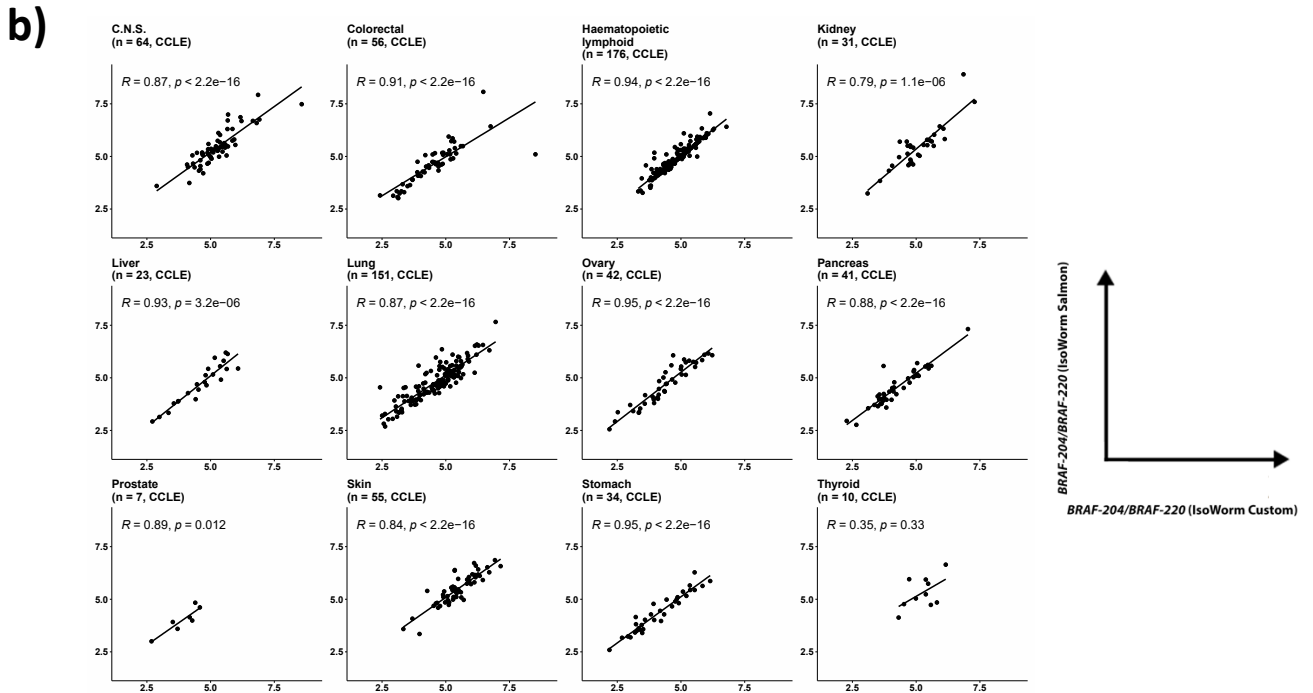 b)
C.N.S.
(n = 64, CCLE)
R = 0.87, p < 2.2e−16
7.5
5.0
2.5
2.5 5.0 7.5
Colorectal
(n = 56, CCLE)
R = 0.91, p < 2.2e−16
7.5
5.0
2.5
2.5 5.0 7.5
Haematopoietic
lymphoid
(n = 176, CCLE)
R = 0.94, p < 2.2e−16
7.5
5.0
2.5
2.5 5.0 7.5
Kidney
(n = 31, CCLE)
R = 0.79, p = 1.1e−06
7.5
5.0
2.5
2.5 5.0 7.5
Liver
(n = 23, CCLE)
R = 0.93, p = 3.2e−06
7.5
5.0
2.5
2.5 5.0 7.5
Lung
(n = 151, CCLE)
R = 0.87, p < 2.2e−16
7.5
5.0
2.5
2.5 5.0 7.5
Ovary
(n = 42, CCLE)
R = 0.95, p < 2.2e−16
7.5
5.0
2.5
2.5 5.0 7.5
Pancreas
(n = 41, CCLE)
R = 0.88, p < 2.2e−16
7.5
5.0
2.5
2.5 5.0 7.5
Prostate
(n = 7, CCLE)
R = 0.89, p = 0.012
7.5
5.0
2.5
2.5 5.0 7.5
Skin
(n = 55, CCLE)
R = 0.84, p < 2.2e−16
7.5
5.0
2.5
2.5 5.0 7.5
Stomach
(n = 34, CCLE)
R = 0.95, p < 2.2e−16
7.5
5.0
2.5
2.5 5.0 7.5
Thyroid
(n = 10, CCLE)
R = 0.35, p = 0.33
7.5
5.0
2.5
2.5 5.0 7.5
BRAF-204/BRAF-220 (IsoWorm Salmon)
BRAF-204/BRAF-220 (IsoWorm Custom)